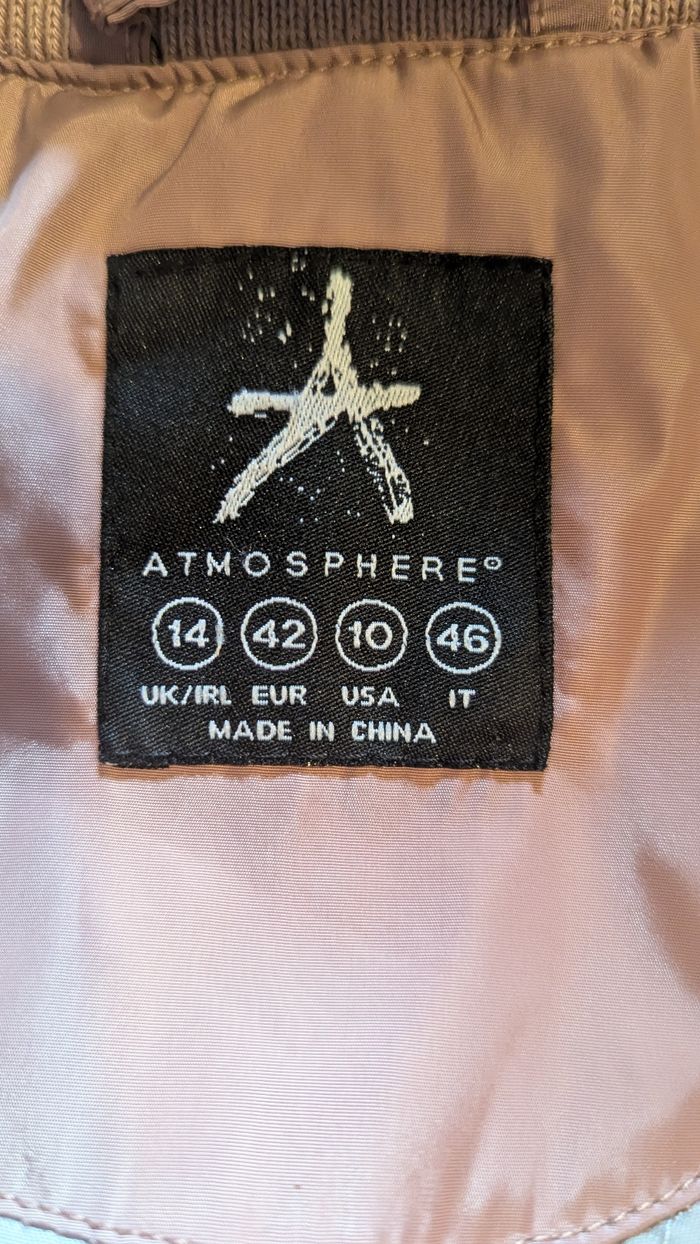 ATMOSPHERE®
14 42 10 46
UK/IRL EUR USA IT
MADE IN CHINA